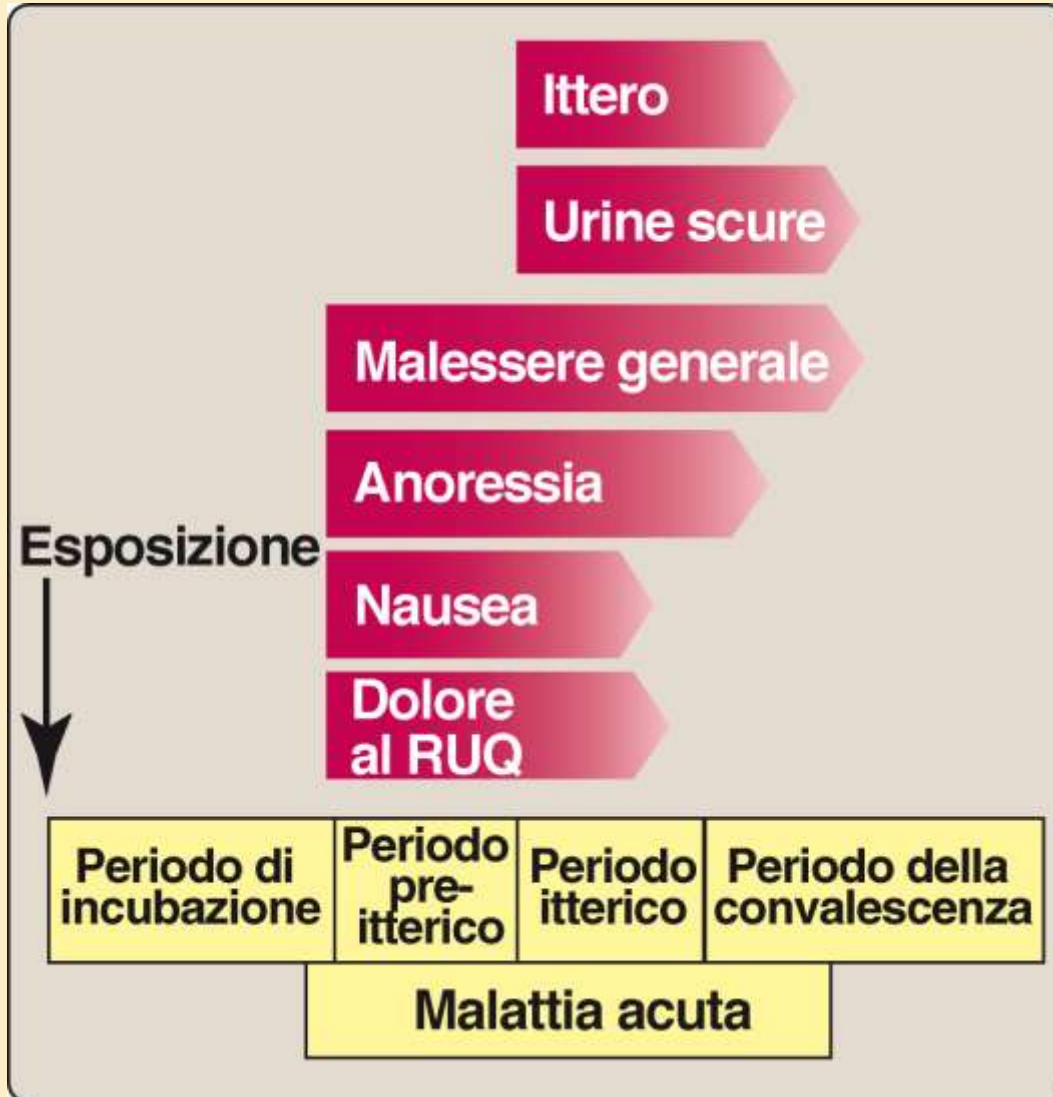 Ittero
Urine scure
Malessere generale
Anoressia
Esposizione
Nausea
Dolore
al RUQ
Periodo di
incubazione
Periodo
pre-
itterico
Periodo
itterico
Periodo della
convalescenza
Malattia acuta